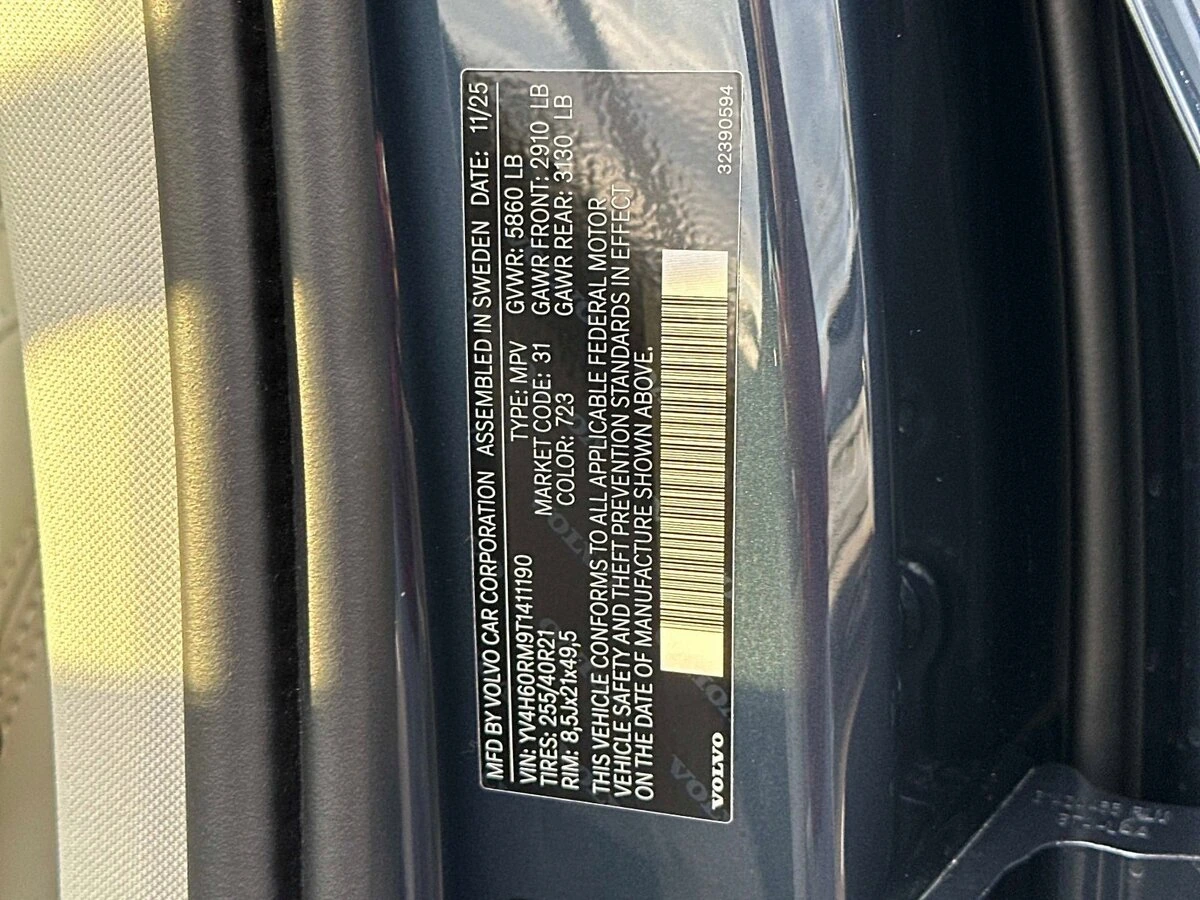 MFD BY VOLVO CAR CORPORATION ASSEMBLED IN SWEDEN DATE: 11/25
VIN: YV4H60RM9T1411190 TYPE: MPV GVWR: 5860 LB
TIRES: 255/40R21 MARKET CODE: 31 GAWR FRONT: 2910 LB
RIM: 8,5Jx21x49,5 COLOR: 723 GAWR REAR: 3130 LB
THIS VEHICLE CONFORMS TO ALL APPLICABLE FEDERAL MOTOR
VEHICLE SAFETY AND THEFT PREVENTION STANDARDS IN EFFECT
ON THE DATE OF MANUFACTURE SHOWN ABOVE.
VOLVO
32390594